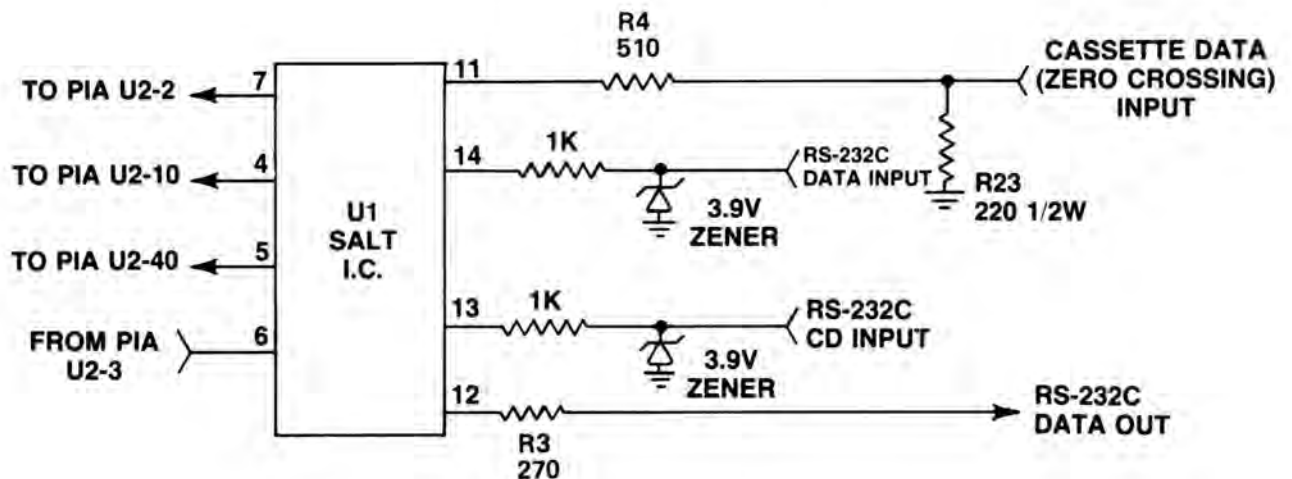 R4
510
CASSETTE DATA
(ZERO CROSSING)
INPUT
11
7
TO PIA U2-2
1K
14
RS-232C
DATA INPUT
4
TO PIA U2-10
R23
220 1/2W
3.9V
ZENER
U1
SALT
I.C.
5
TO PIA U2-40
1K
13
RS-232C
CD INPUT
6
FROM PIA
U2-3
3.9V
ZENER
12
RS-232C
DATA OUT
R3
270